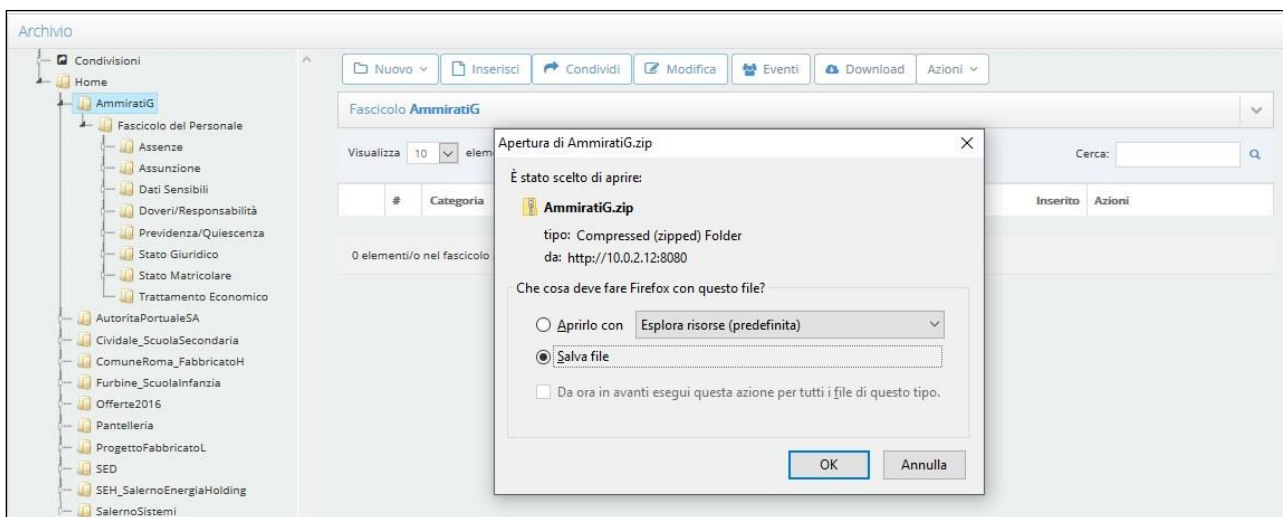 Archivio
Condivisioni
Home
AmmiratiG
Fascicolo del Personale
Assenze
Assunzione
Dati Sensibili
Doveri/Responsabilità
Previdenza/Quiescenza
Stato Giuridico
Stato Matricolare
Trattamento Economico
AutoritaPortualeSA
Cividale_ScuolaSecondaria
ComuneRoma_FabbricatoH
Furbine_ScuolaInfanzia
Offerte2016
Pantelleria
ProgettoFabbricatoL
SED
SEH_SalernoEnergiaHolding
SalernoSistemi
Nuovo Inserisci Condividi Modifica Eventi Download Azioni
Fascicolo AmmiratiG
Visualizza 10 elem Cerca:
# Categoria Inserito Azioni
0 elementi/o nel fascicolo
Apertura di AmmiratiG.zip
È stato scelto di aprire:
AmmiratiG.zip
tipo: Compressed (zipped) Folder
da: http://10.0.2.12:8080
Che cosa deve fare Firefox con questo file?
Aprirlo con Esplora risorse (predefinita)
Salva file
Da ora in avanti esegui questa azione per tutti i file di questo tipo.
OK Annulla